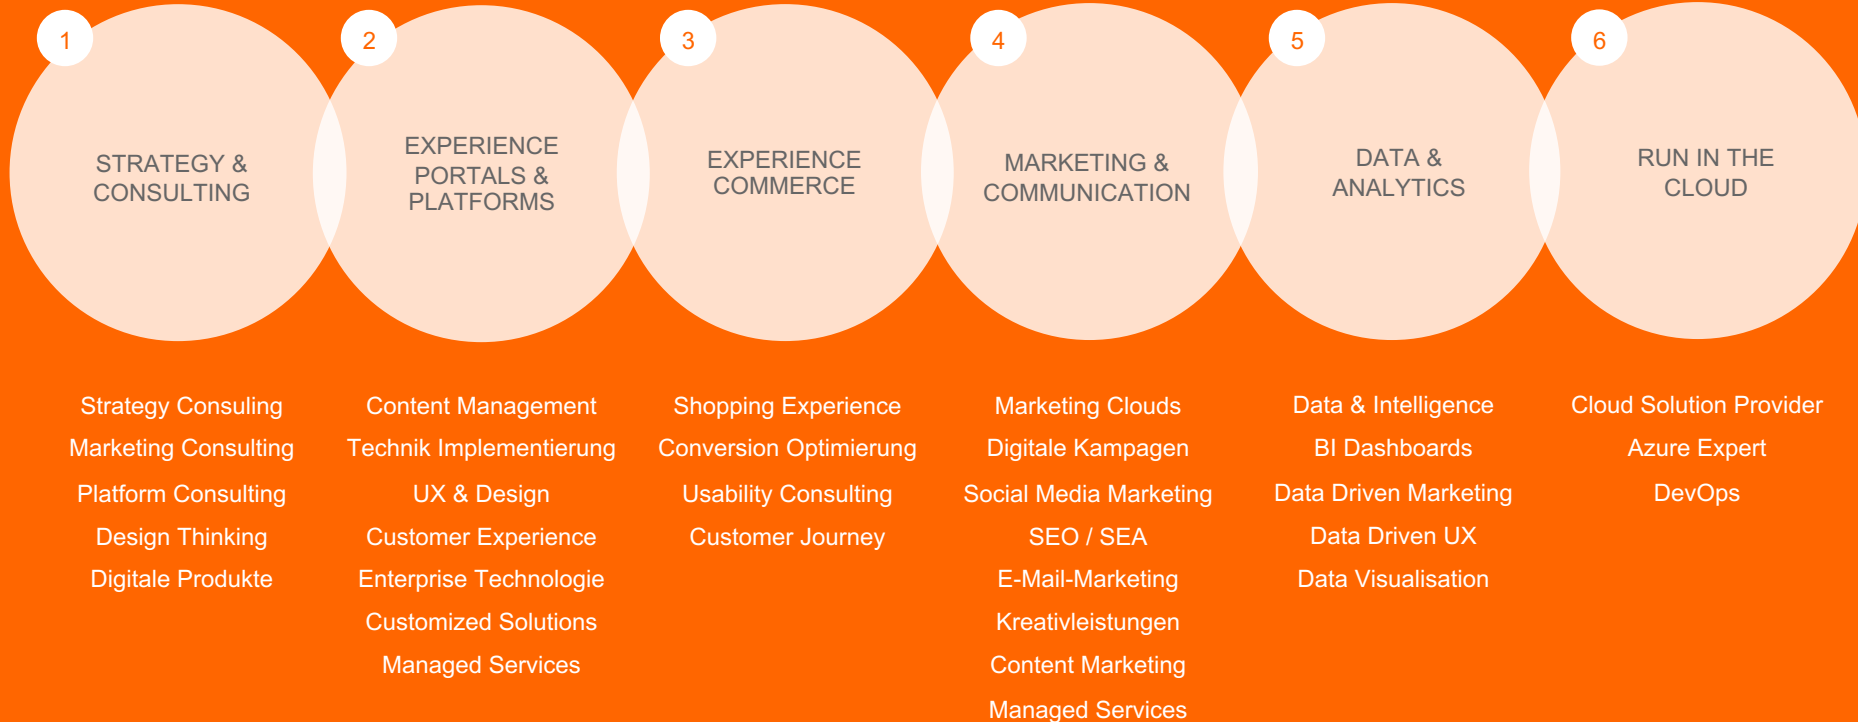 1
STRATEGY &
CONSULTING
2
EXPERIENCE
PORTALS &
PLATFORMS
3
EXPERIENCE
COMMERCE
4
MARKETING &
COMMUNICATION
5
DATA &
ANALYTICS
6
RUN IN THE
CLOUD
Strategy Consuling
Marketing Consulting
Platform Consulting
Design Thinking
Digitale Produkte
Content Management
Technik Implementierung
UX & Design
Customer Experience
Enterprise Technologie
Customized Solutions
Managed Services
Shopping Experience
Conversion Optimierung
Usability Consulting
Customer Journey
Marketing Clouds
Digitale Kampagen
Social Media Marketing
SEO / SEA
E-Mail-Marketing
Kreativleistungen
Content Marketing
Managed Services
Data & Intelligence
BI Dashboards
Data Driven Marketing
Data Driven UX
Data Visualisation
Cloud Solution Provider
Azure Expert
DevOps